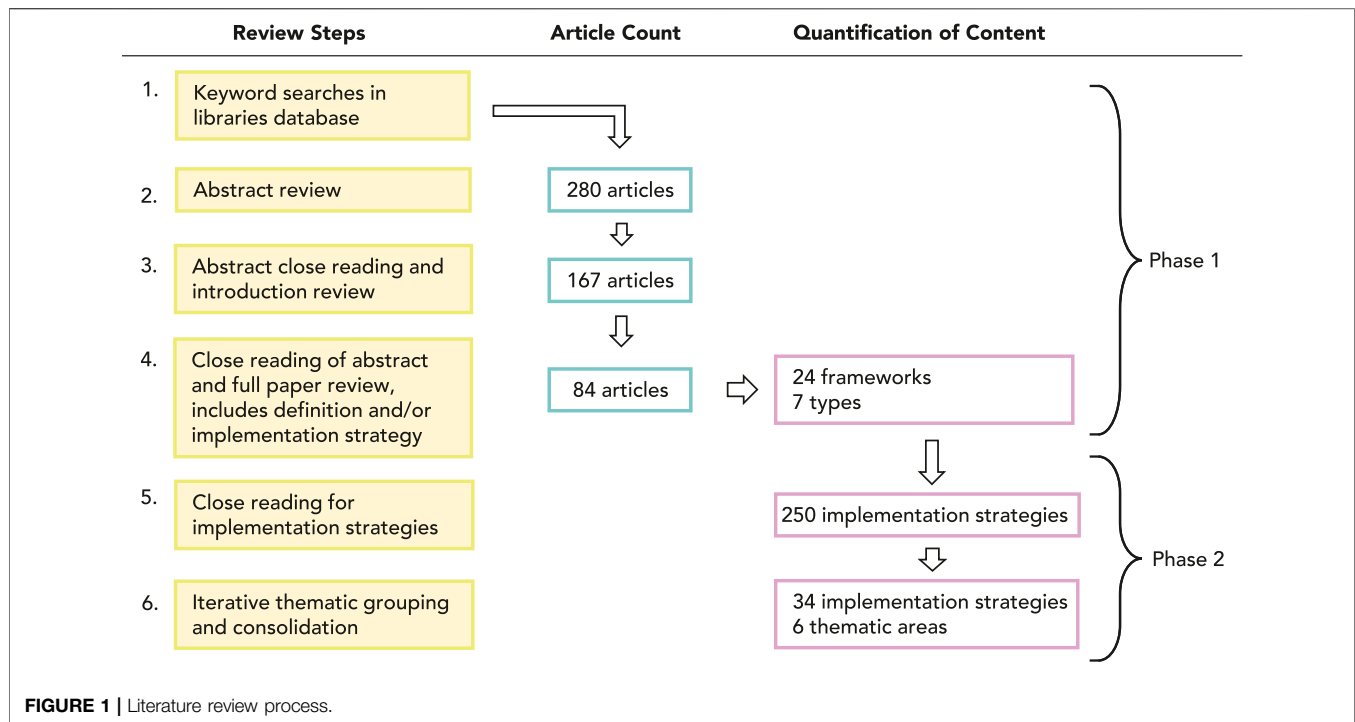 Review Steps
Article Count
Quantification of Content
1.
Keyword searches in
libraries database
2.
Abstract review
280 articles
3.
Abstract close reading and
introduction review
167 articles
4.
Close reading of abstract
and full paper review,
includes definition and/or
implementation strategy
84 articles
24 frameworks
7 types
Phase 1
5.
Close reading for
implementation strategies
250 implementation strategies
6.
Iterative thematic grouping
and consolidation
34 implementation strategies
6 thematic areas
Phase 2
FIGURE 1 | Literature review process.